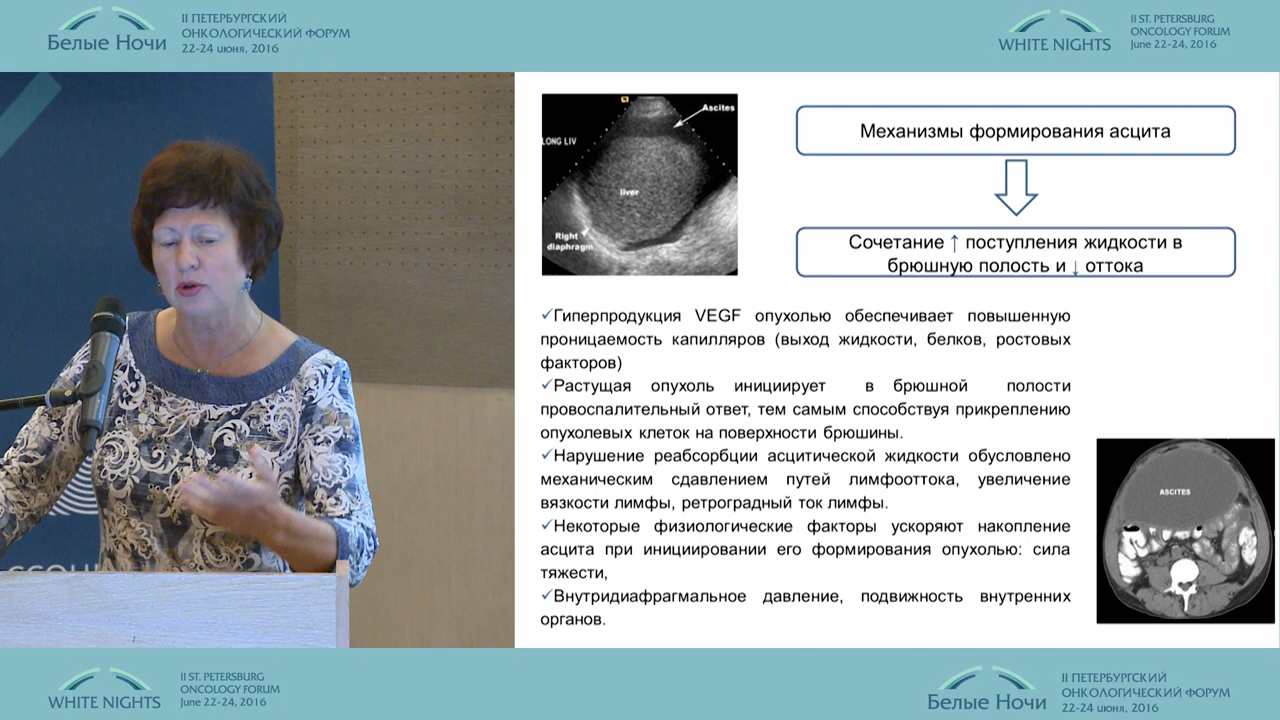 Белые Ночи
II ПЕТЕРБУРГСКИЙ
ОНКОЛОГИЧЕСКИЙ ФОРУМ
22-24 июня, 2016
WHITE NIGHTS
II ST. PETERSBURG
ONCOLOGY FORUM
June 22-24, 2016
Ascites
LONG LIV
liver
Right
diaphragm
Механизмы формирования асцита
Сочетание ↑ поступления жидкости в
брюшную полость и ↓ оттока
✓Гиперпродукция VEGF опухолью обеспечивает повышенную
проницаемость капилляров (выход жидкости, белков, ростовых
факторов)
✓Растущая опухоль инициирует в брюшной полости
провоспалительный ответ, тем самым способствуя прикреплению
опухолевых клеток на поверхности брюшины.
✓Нарушение реабсорбции асцитической жидкости обусловлено
механическим сдавлением путей лимфооттока, увеличение
вязкости лимфы, ретроградный ток лимфы.
✓Некоторые физиологические факторы ускоряют накопление
асцита при инициировании его формирования опухолью: сила
тяжести,
✓Внутридиафрагмальное давление, подвижность внутренних
органов.
ASCITES
WHITE NIGHTS
II ST. PETERSBURG
ONCOLOGY FORUM
June 22-24, 2016
Белые Ночи
II ПЕТЕРБУРГСКИЙ
ОНКОЛОГИЧЕСКИЙ ФОРУМ
22-24 июня, 2016